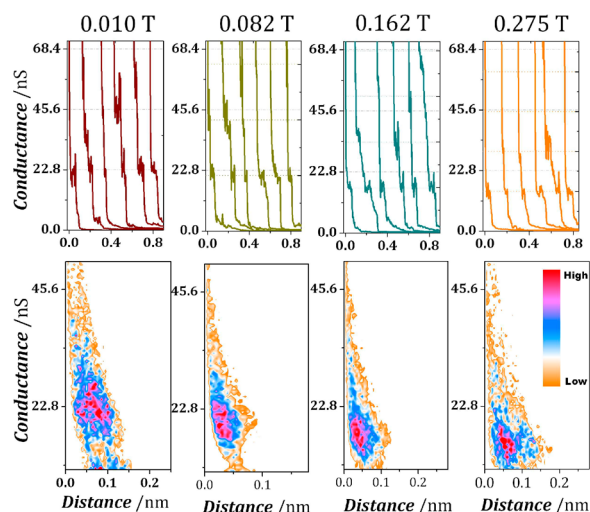 0.010 T 0.082 T 0.162 T 0.275 T
Conductance /nS
68.4 68.4 68.4 68.4
45.6 45.6 45.6 45.6
22.8 22.8 22.8 22.8
0.0 0.0 0.0 0.0
0.0 0.4 0.8 0.0 0.4 0.8 0.0 0.4 0.8 0.0 0.4 0.8
Conductance /nS
45.6 45.6 45.6 45.6
High
Low
22.8 22.8 22.8 22.8
0.0 0.1 0.2 0.0 0.1 0.0 0.1 0.2 0.0 0.1 0.2
Distance /nm Distance /nm Distance /nm Distance /nm